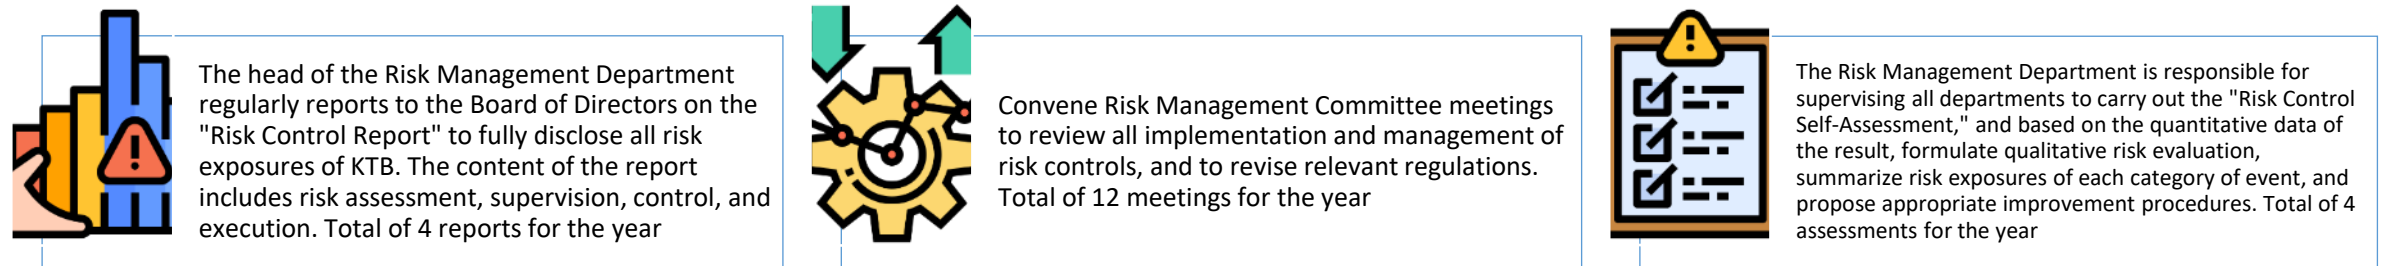 The head of the Risk Management Department
regularly reports to the Board of Directors on the
"Risk Control Report" to fully disclose all risk
exposures of KTB. The content of the report
includes risk assessment, supervision, control, and
execution. Total of 4 reports for the year
Convene Risk Management Committee meetings
to review all implementation and management of
risk controls, and to revise relevant regulations.
Total of 12 meetings for the year
The Risk Management Department is responsible for
supervising all departments to carry out the "Risk Control
Self-Assessment," and based on the quantitative data of
the result, formulate qualitative risk evaluation,
summarize risk exposures of each category of event, and
propose appropriate improvement procedures. Total of 4
assessments for the year